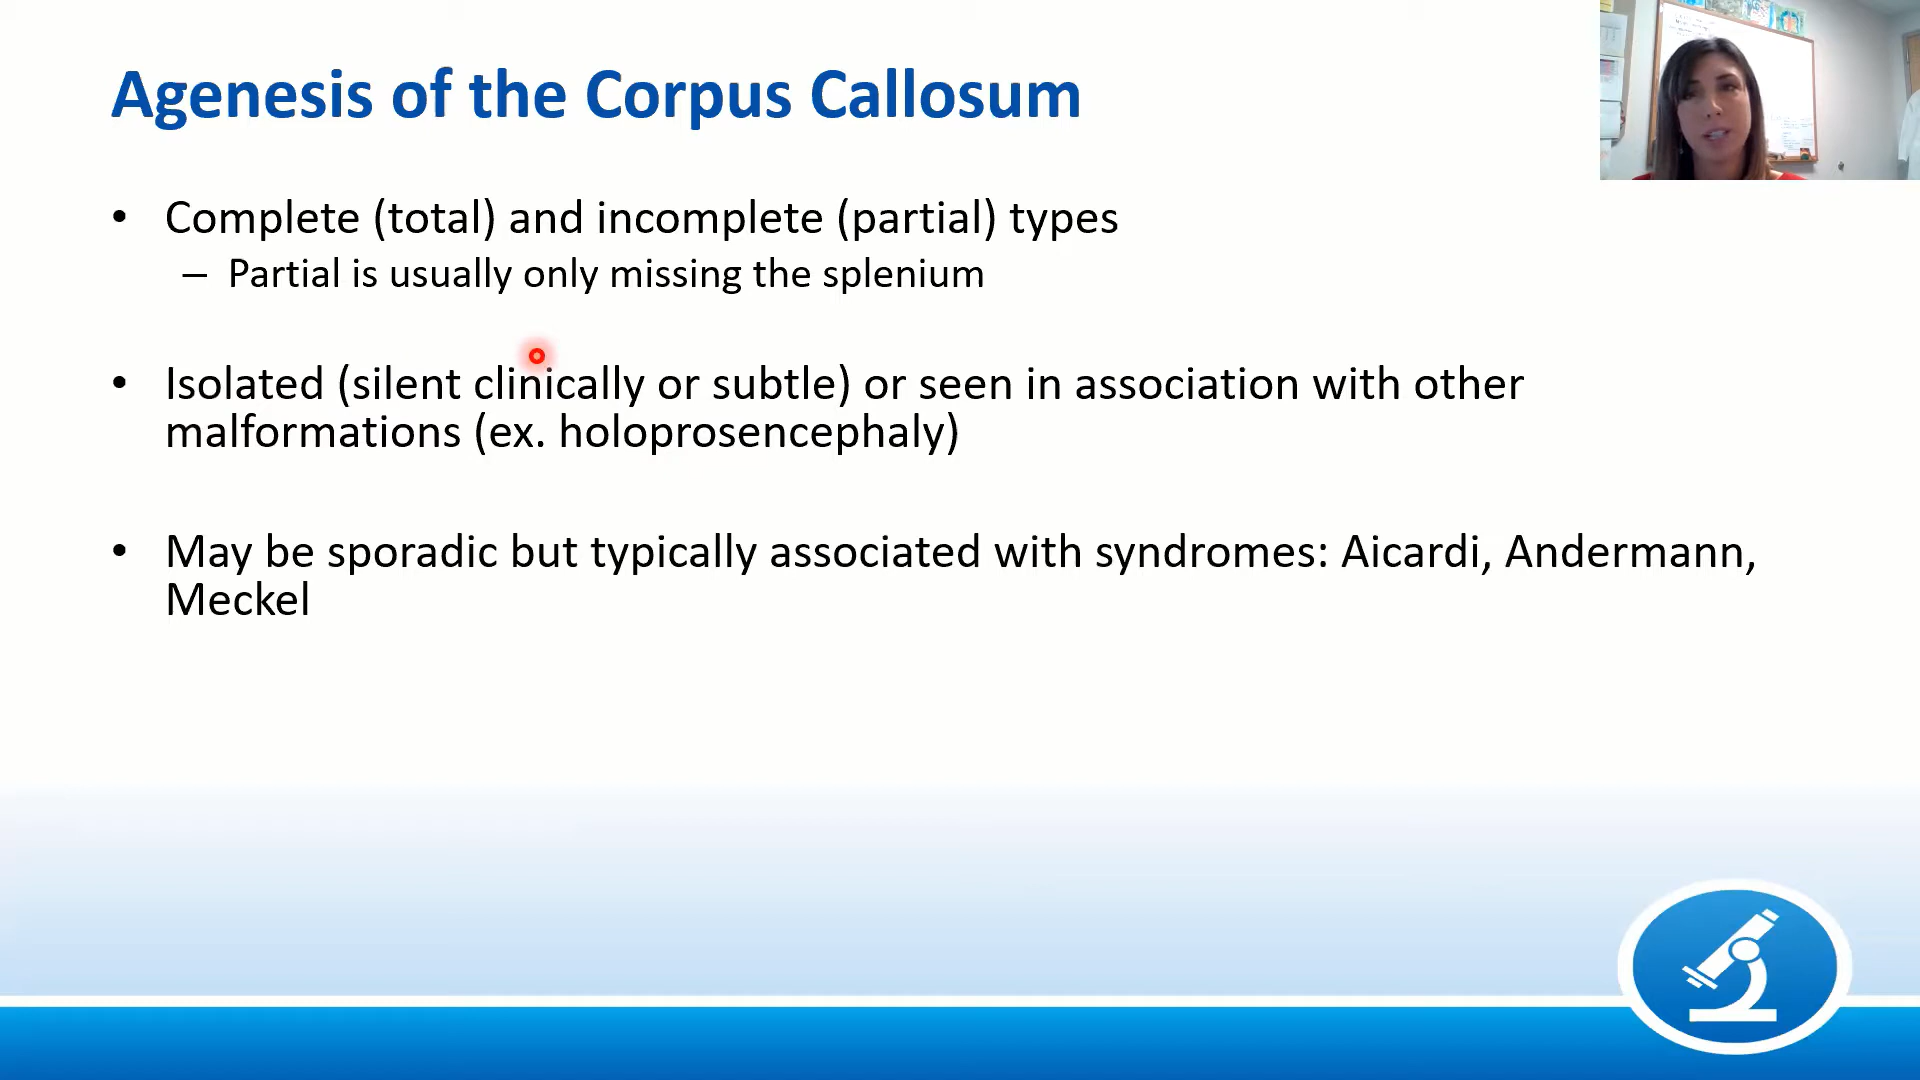 Agenesis of the Corpus Callosum
• Complete (total) and incomplete (partial) types
– Partial is usually only missing the splenium
• Isolated (silent clinically or subtle) or seen in association with other
malformations (ex. holoprosencephaly)
• May be sporadic but typically associated with syndromes: Aicardi, Andermann,
Meckel